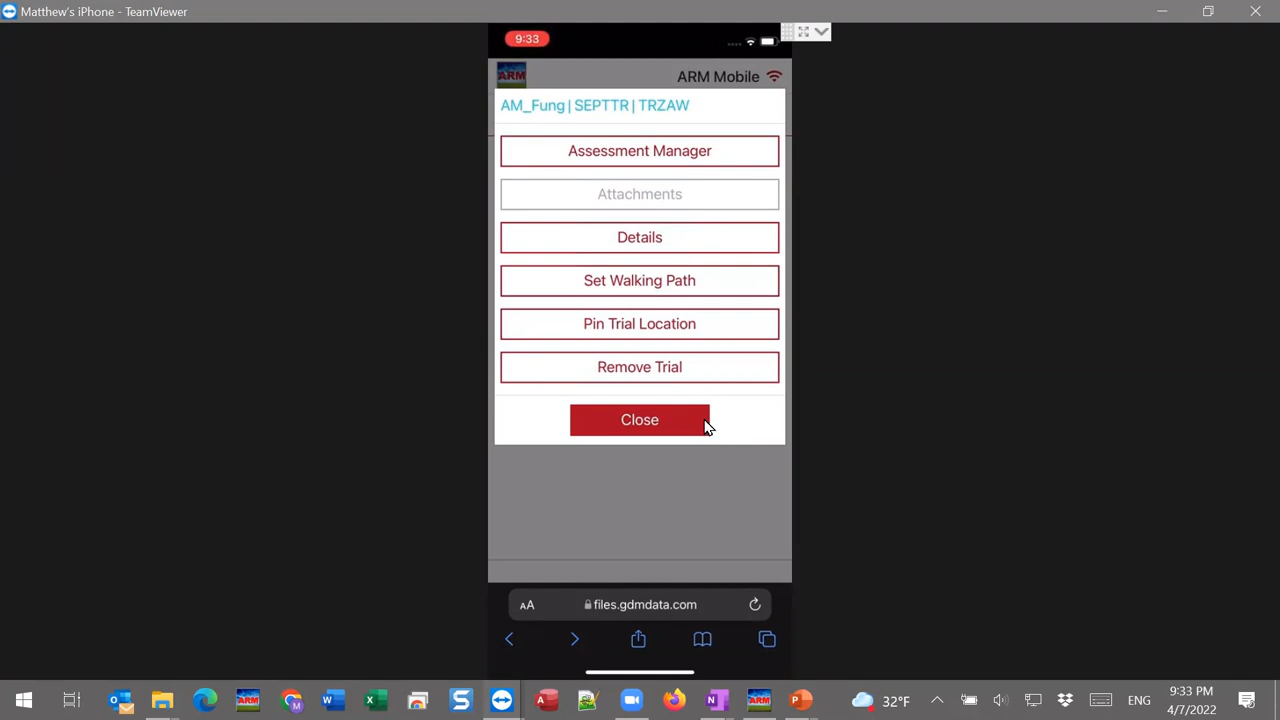 Matthew's iPhone - TeamViewer
9:33
ARM
ARM Mobile
AM_Fung| SEPTTR| TRZAW
Assessment Manager
Attachments
Details
Set Walking Path
Pin Trial Location
Remove Trial
Close
AA
files.gdmdata.com
32°F
ENG
9:33 PM
4/7/2022